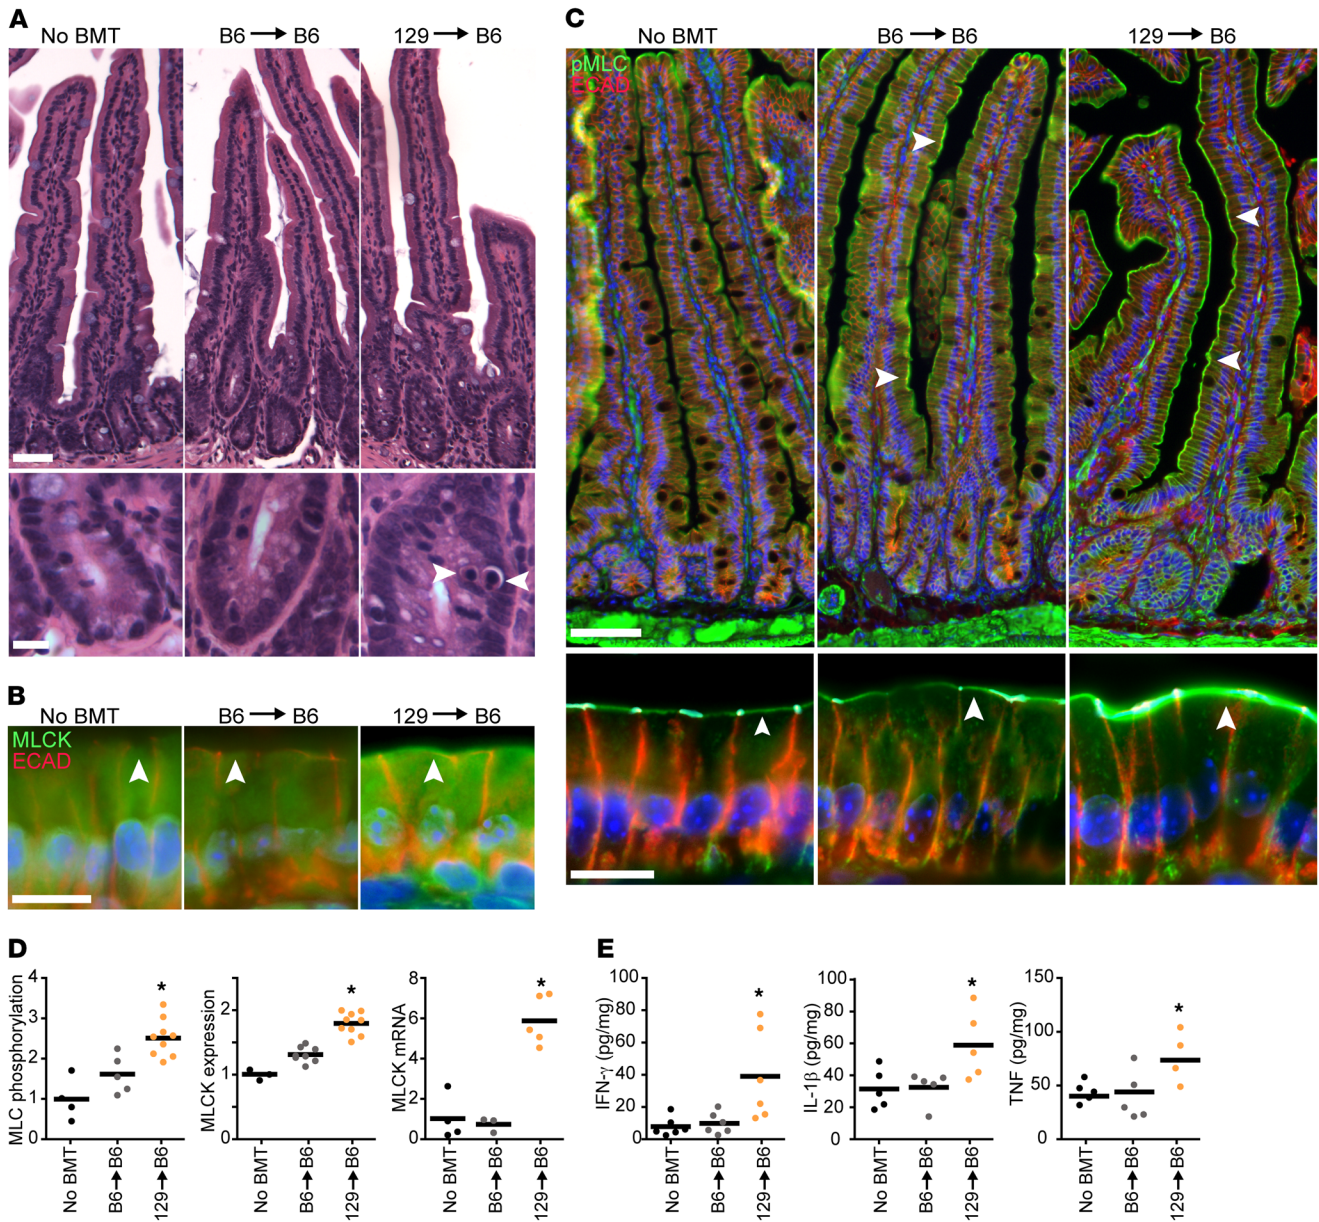 A
No BMT
B6 → B6
129 → B6
B
No BMT
B6 → B6
129 → B6
MLCK
ECAD
C
No BMT
B6 → B6
129 → B6
pMLC
ECAD
D
MLC phosphorylation
4
3
2
1
0
*
No BMT
B6→B6
129→B6
MLCK expression
2
1
0
*
No BMT
B6→B6
129→B6
MLCK mRNA
8
6
4
2
0
*
No BMT
B6→B6
129→B6
E
IFN-γ (pg/mg)
100
80
60
40
20
0
*
No BMT
B6→B6
129→B6
IL-1β (pg/mg)
100
80
60
40
20
0
*
No BMT
B6→B6
129→B6
TNF (pg/mg)
150
100
50
0
*
No BMT
B6→B6
129→B6